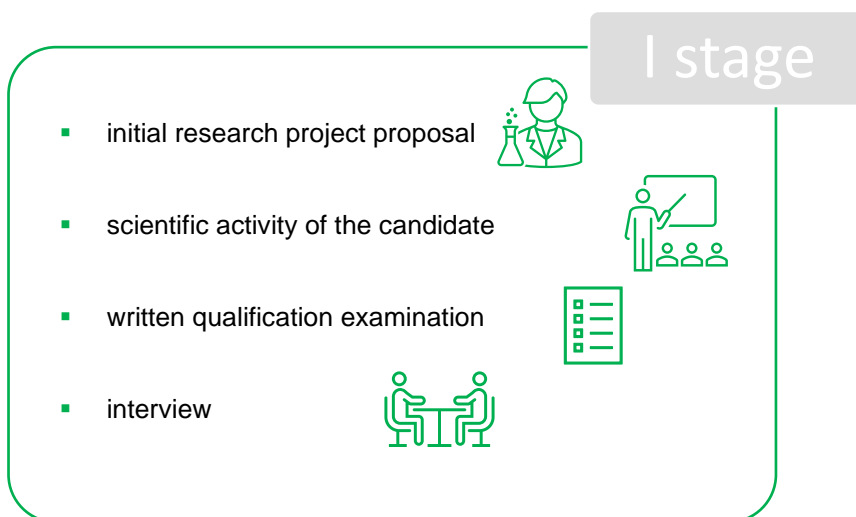 I stage
initial research project proposal
scientific activity of the candidate
written qualification examination
interview